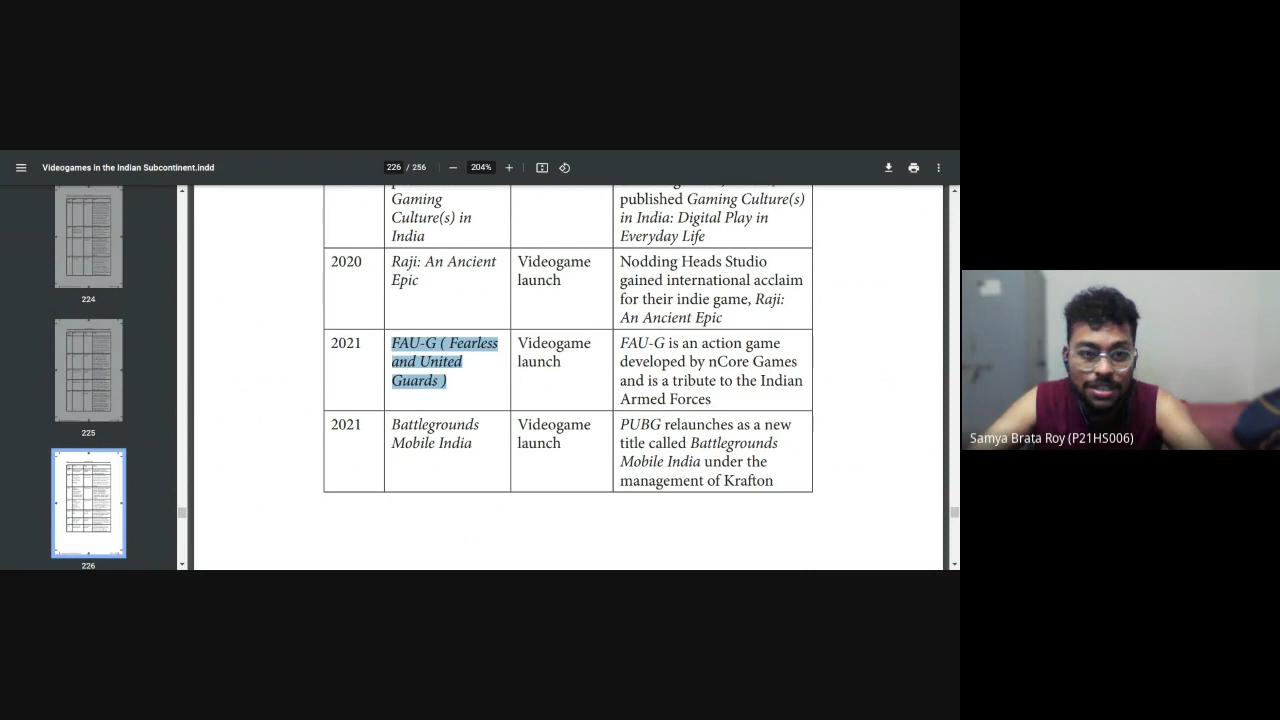 Videogames in the Indian Subcontinent.indd
226 / 256
204%
224
225
226
Gaming
Culture(s) in
India
published Gaming Culture(s)
in India: Digital Play in
Everyday Life
2020
Raji: An Ancient
Epic
Videogame
launch
Nodding Heads Studio
gained international acclaim
for their indie game, Raji:
An Ancient Epic
2021
FAU-G ( Fearless
and United
Guards )
Videogame
launch
FAU-G is an action game
developed by nCore Games
and is a tribute to the Indian
Armed Forces
2021
Battlegrounds
Mobile India
Videogame
launch
PUBG relaunches as a new
title called Battlegrounds
Mobile India under the
management of Krafton
Samya Brata Roy (P21HS006)